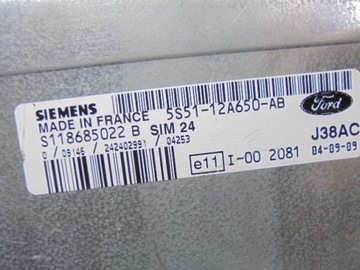 SIEMENS 5S51-12A650-AB Ford
MADE IN FRANCE
S118685022 B SIM 24 J38AC
0 / 09146 / 242402991 / 04253
e11 I-00 2081 04-09-09